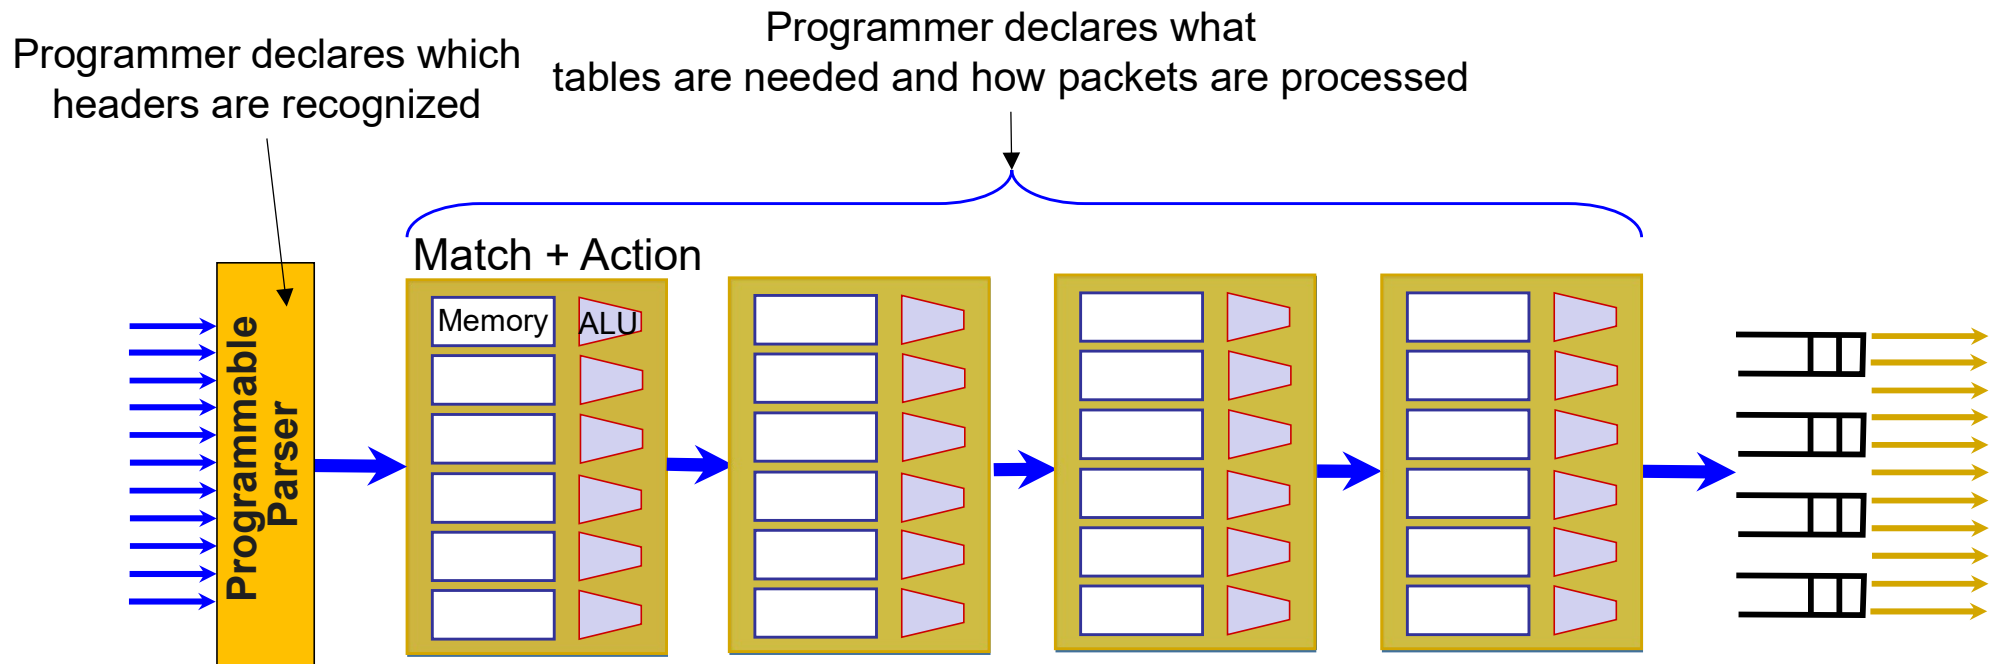 Programmer declares which
headers are recognized
Programmer declares what
tables are needed and how packets are processed
Match + Action
Memory
ALU
Programmable
Parser